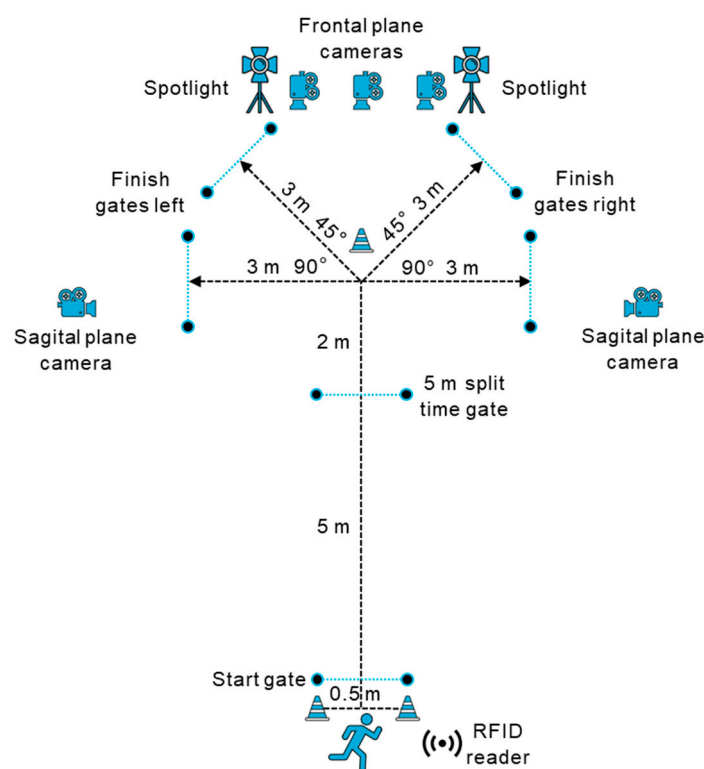 Frontal plane
cameras
Spotlight
Spotlight
Finish
gates left
Finish
gates right
3 m 45°
45° 3 m
3 m 90°
90° 3 m
Sagital plane
camera
Sagital plane
camera
2 m
5 m split
time gate
5 m
Start gate
0.5 m
RFID
reader